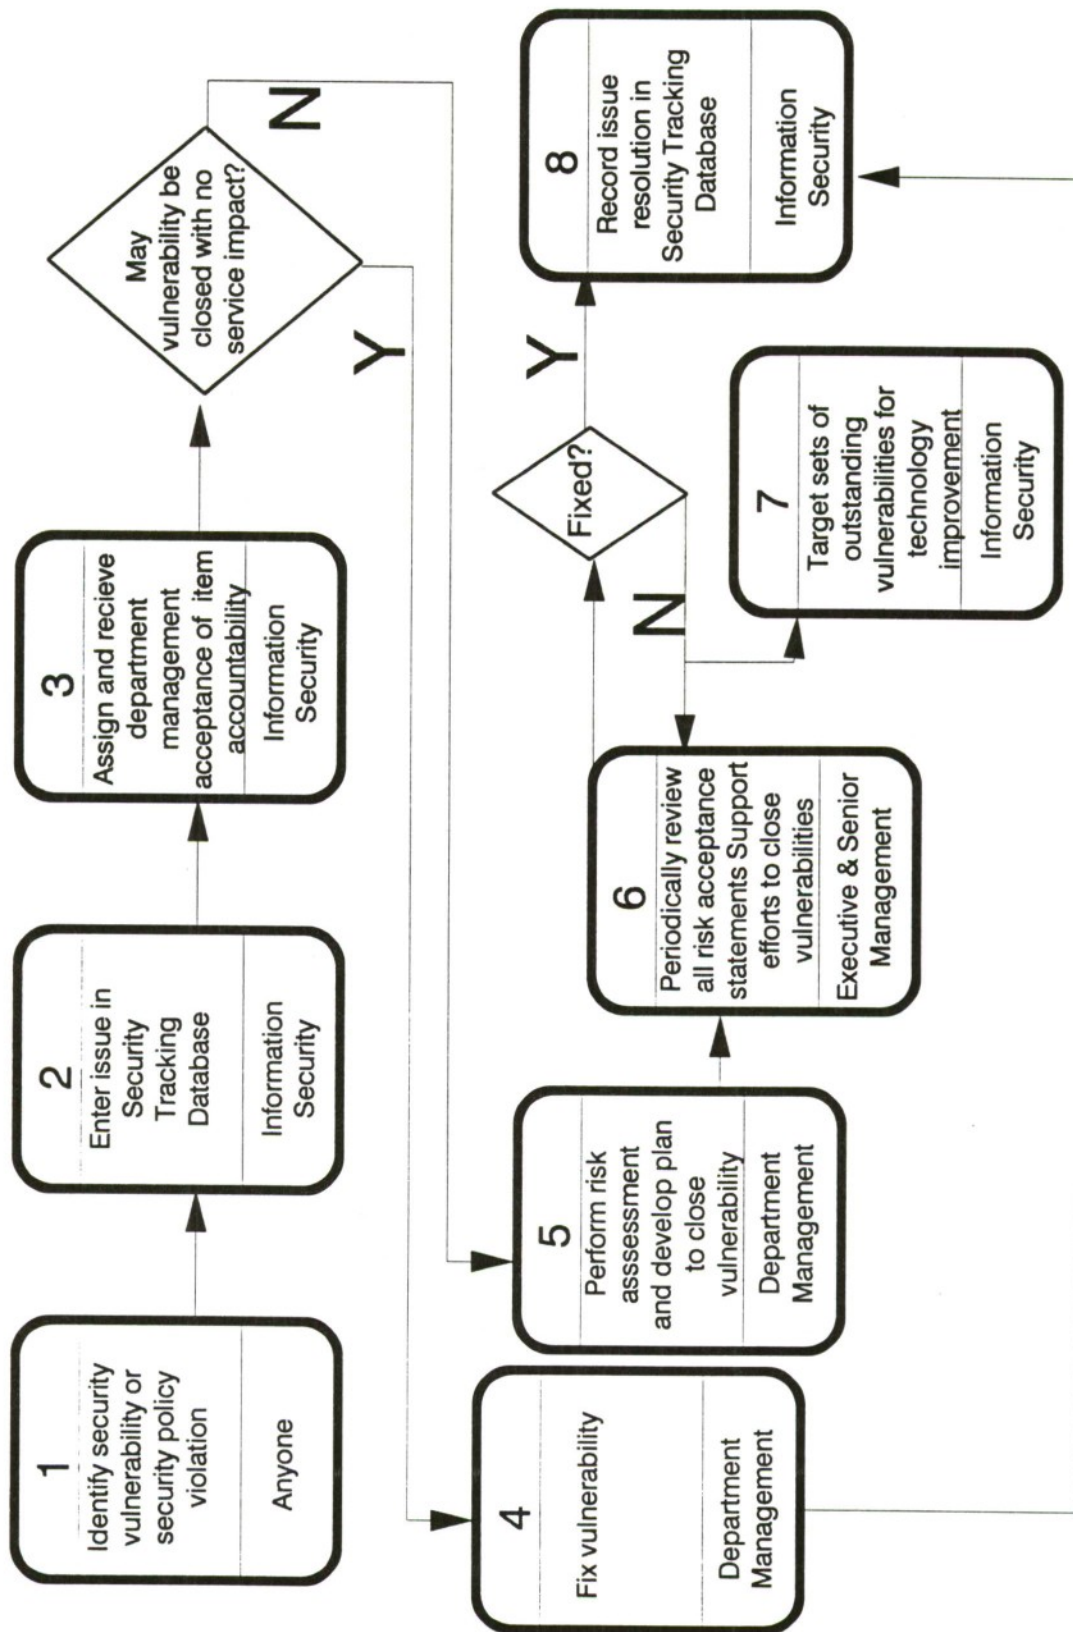 1
Identify security
vulnerability or
security policy
violation
Anyone
2
Enter issue in
Security
Tracking
Database
Information
Security
3
Assign and recieve
department
management
acceptance of item
accountability
Information
Security
May
vulnerability be
closed with no
service impact?
N
Y
4
Fix vulnerability
Department
Management
5
Perform risk
asssessment
and develop plan
to close
vulnerability
Department
Management
6
Periodically review
all risk acceptance
statements Support
efforts to close
vulnerabilities
Executive & Senior
Management
Fixed?
N
Y
7
Target sets of
outstanding
vulnerabilities for
technology
improvement
Information
Security
8
Record issue
resolution in
Security Tracking
Database
Information
Security